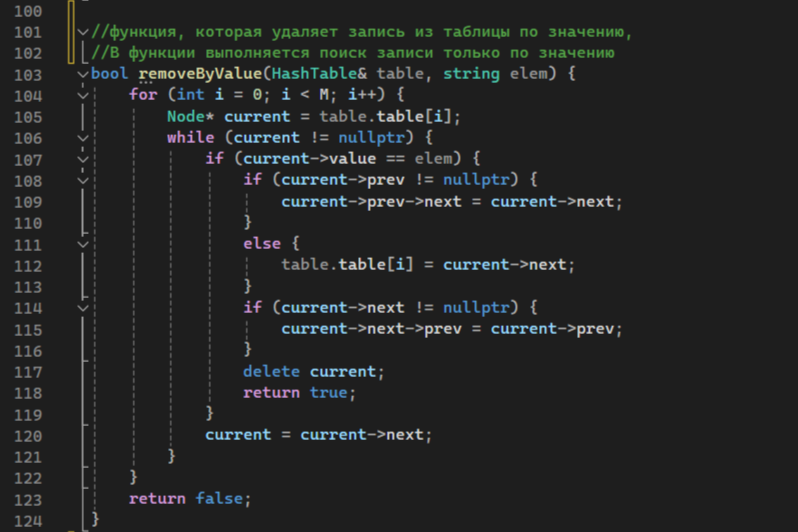 100
101 //функция, которая удаляет запись из таблицы по значению,
102 //В функции выполняется поиск записи только по значению
103 bool removeByValue(HashTable& table, string elem) {
104     for (int i = 0; i < M; i++) {
105         Node* current = table.table[i];
106         while (current != nullptr) {
107             if (current->value == elem) {
108                 if (current->prev != nullptr) {
109                     current->prev->next = current->next;
110                 }
111                 else {
112                     table.table[i] = current->next;
113                 }
114                 if (current->next != nullptr) {
115                     current->next->prev = current->prev;
116                 }
117                 delete current;
118                 return true;
119             }
120             current = current->next;
121         }
122     }
123     return false;
124 }